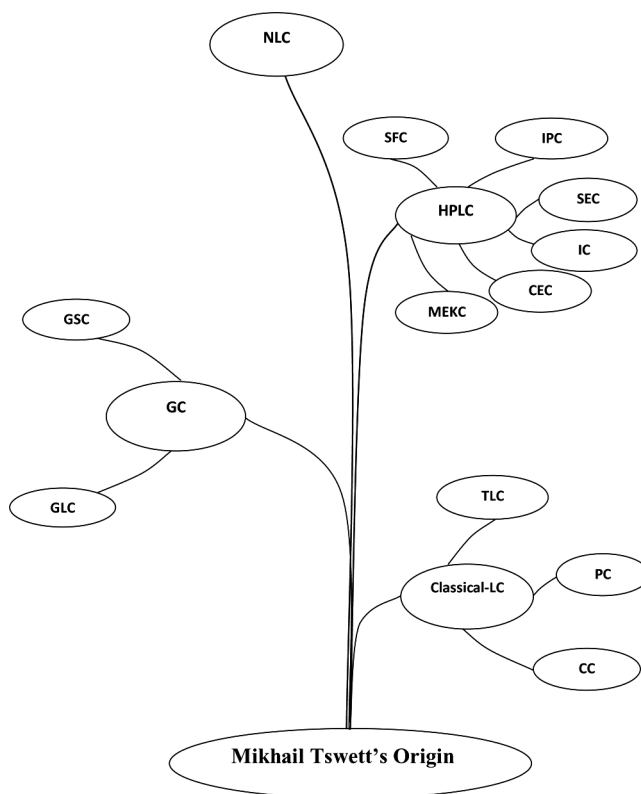 NLC
SFC
IPC
HPLC
SEC
IC
CEC
MEKC
GSC
GC
GLC
TLC
Classical-LC
PC
CC
Mikhail Tswett’s Origin